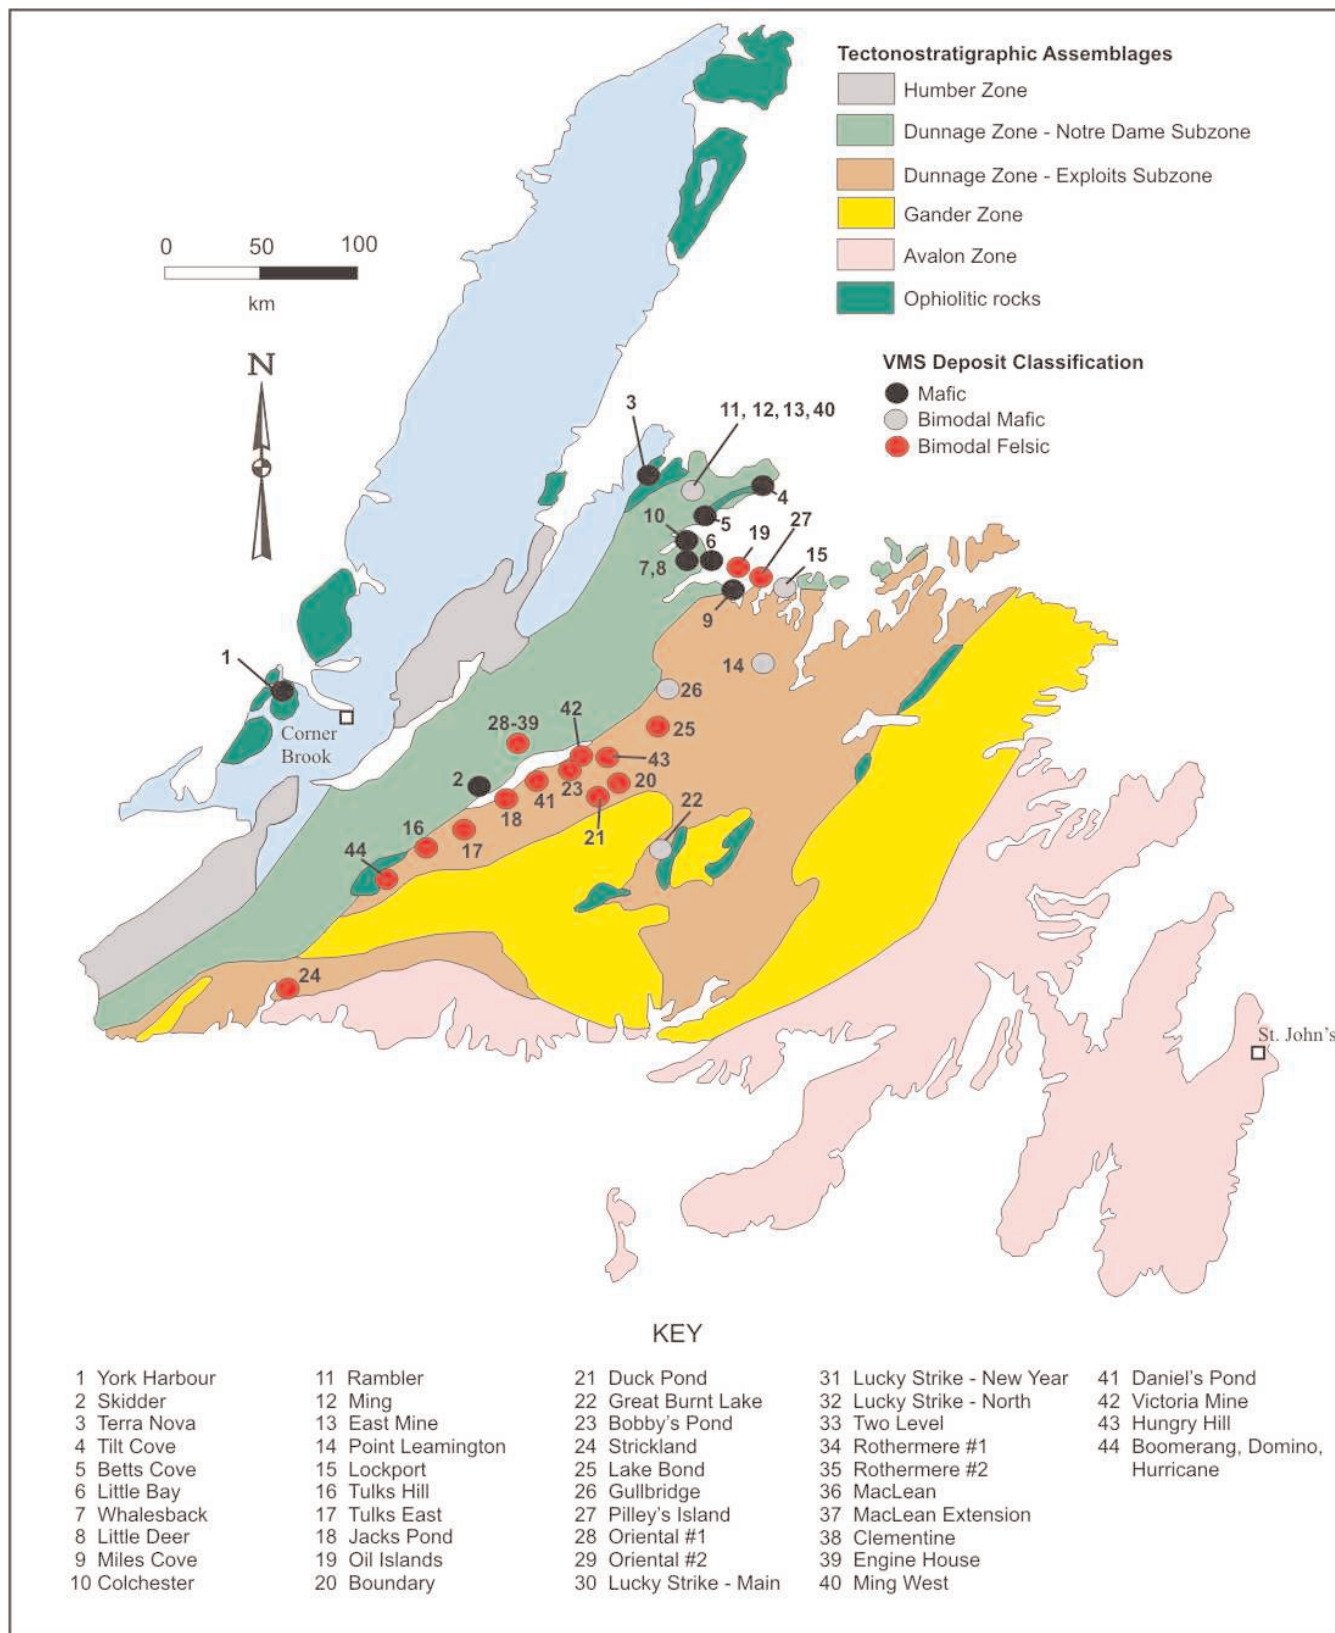 Tectonostratigraphic Assemblages
Humber Zone
Dunnage Zone - Notre Dame Subzone
Dunnage Zone - Exploits Subzone
Gander Zone
Avalon Zone
Ophiolitic rocks
0 50 100
km
N
VMS Deposit Classification
Mafic
Bimodal Mafic
Bimodal Felsic
3
11, 12, 13, 40
4
5
10
27
6
19
7,8
15
9
14
1
26
Corner
Brook
28-39
42
25
43
2
23
20
41
18
21
22
16
17
44
24
St. John's
KEY
1 York Harbour
2 Skidder
3 Terra Nova
4 Tilt Cove
5 Betts Cove
6 Little Bay
7 Whalesback
8 Little Deer
9 Miles Cove
10 Colchester
11 Rambler
12 Ming
13 East Mine
14 Point Leamington
15 Lockport
16 Tulks Hill
17 Tulks East
18 Jacks Pond
19 Oil Islands
20 Boundary
21 Duck Pond
22 Great Burnt Lake
23 Bobby's Pond
24 Strickland
25 Lake Bond
26 Gullbridge
27 Pilley's Island
28 Oriental #1
29 Oriental #2
30 Lucky Strike - Main
31 Lucky Strike - New Year
32 Lucky Strike - North
33 Two Level
34 Rothermere #1
35 Rothermere #2
36 MacLean
37 MacLean Extension
38 Clementine
39 Engine House
40 Ming West
41 Daniel's Pond
42 Victoria Mine
43 Hungry Hill
44 Boomerang, Domino,
Hurricane